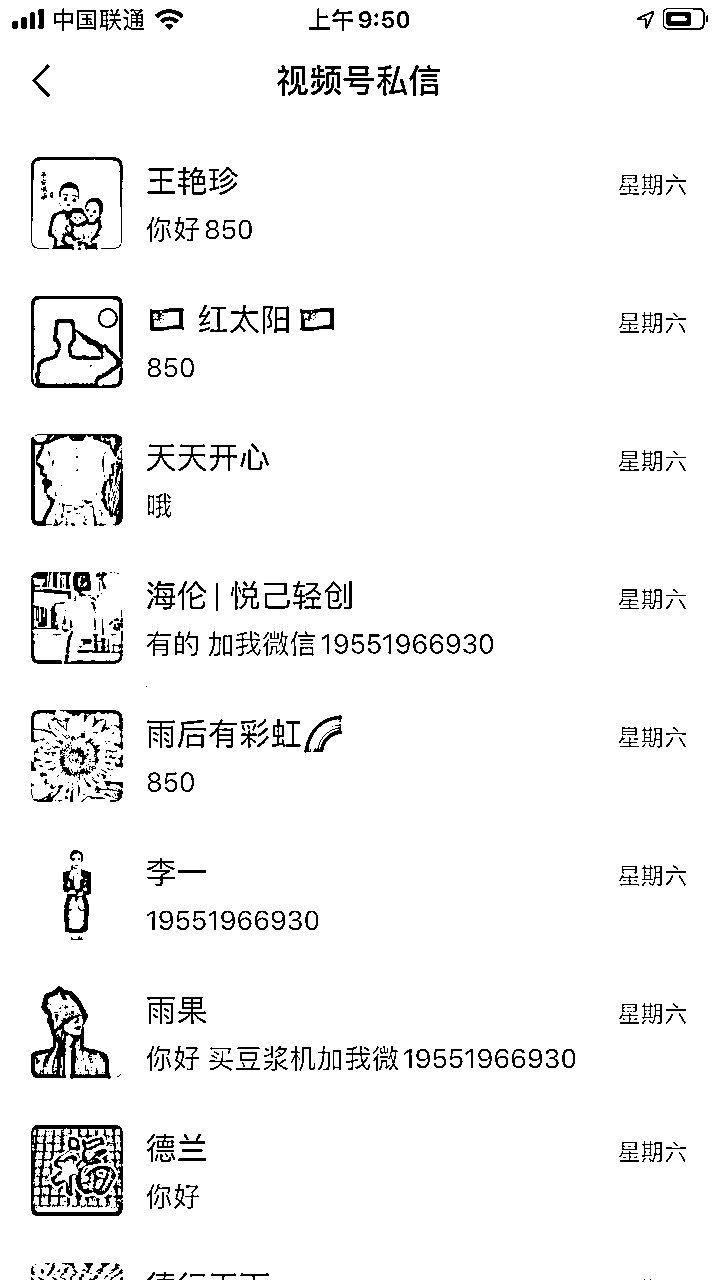 中国联通 上午9:50
视频号私信
王艳珍 星期六
你好850
红太阳 星期六
850
天天开心 星期六
哦
海伦 | 悦己轻创 星期六
有的 加我微信19551966930
雨后有彩虹🌈 星期六
850
李一 星期六
19551966930
雨果 星期六
你好 买豆浆机加我微19551966930
福
德兰 星期六
你好